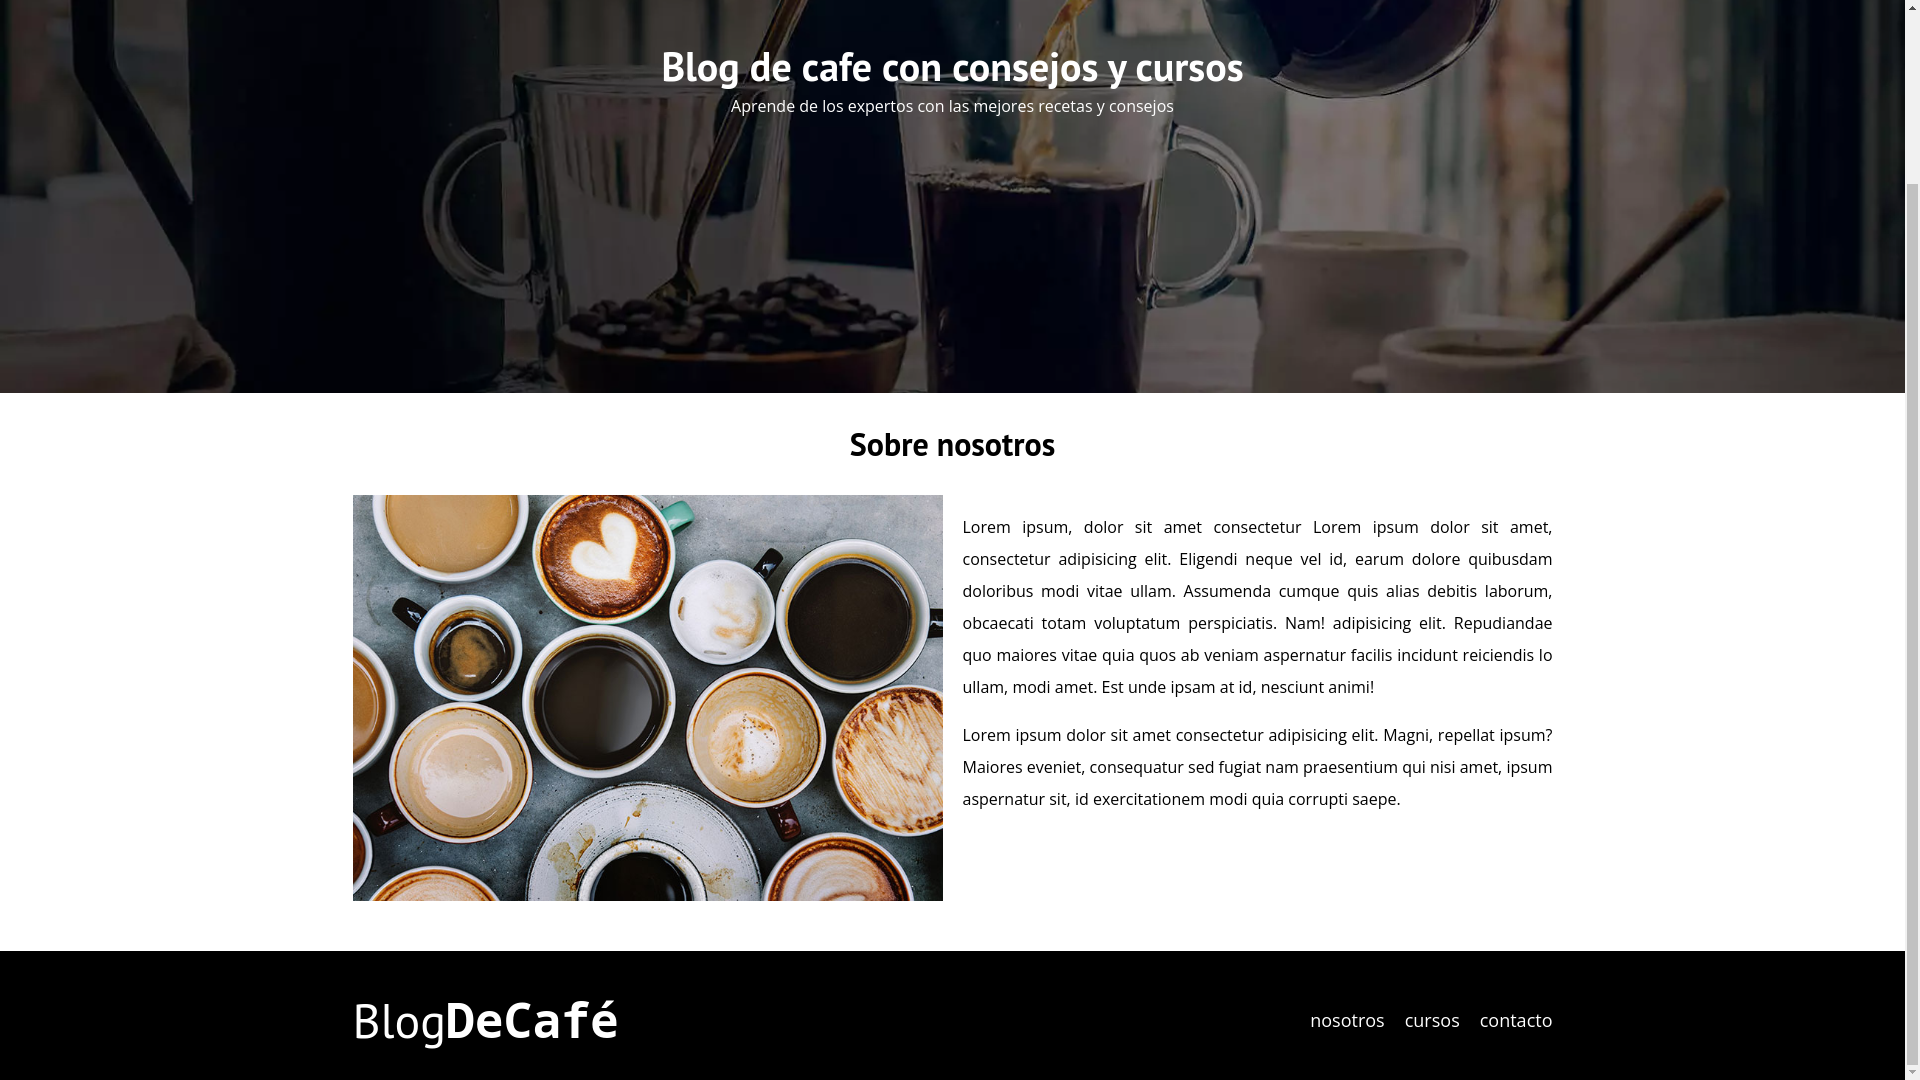 Blog de cafe con consejos y cursos
Aprende de los expertos con las mejores recetas y consejos
Sobre nosotros
Lorem ipsum, dolor sit amet consectetur Lorem ipsum dolor sit amet,
consectetur adipisicing elit. Eligendi neque vel id, earum dolore quibusdam
doloribus modi vitae ullam. Assumenda cumque quis alias debitis laborum,
obcaecati totam voluptatum perspiciatis. Nam! adipisicing elit. Repudiandae
quo maiores vitae quia quos ab veniam aspernatur facilis incidunt reiciendis lo
ullam, modi amet. Est unde ipsam at id, nesciunt animi!
Lorem ipsum dolor sit amet consectetur adipisicing elit. Magni, repellat ipsum?
Maiores eveniet, consequatur sed fugiat nam praesentium qui nisi amet, ipsum
aspernatur sit, id exercitationem modi quia corrupti saepe.
BlogDeCafé
nosotros cursos contacto